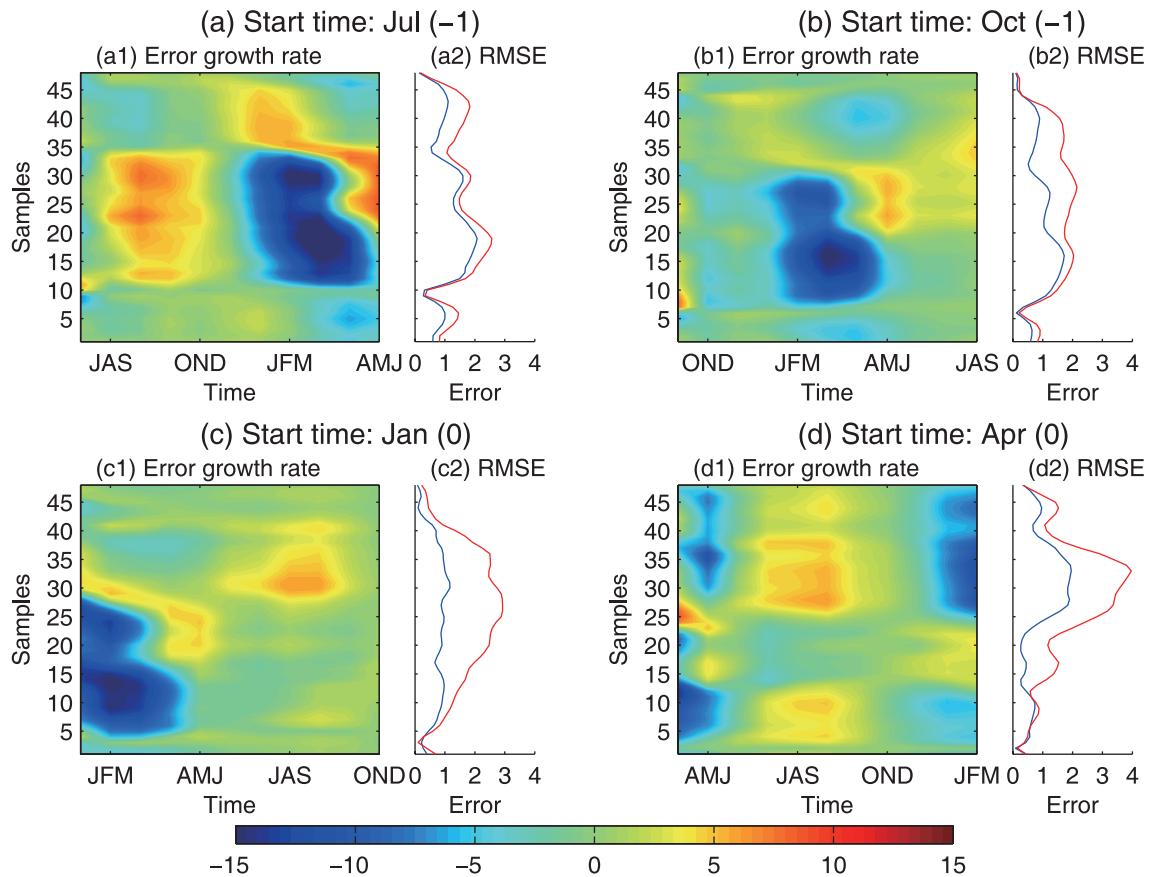 (a) Start time: Jul (−1)
(b) Start time: Oct (−1)
(a1) Error growth rate
(a2) RMSE
(b1) Error growth rate
(b2) RMSE
Samples
45
40
35
30
25
20
15
10
5
JAS OND JFM AMJ
Time
0 1 2 3 4
Error
Samples
45
40
35
30
25
20
15
10
5
OND JFM AMJ JAS
Time
0 1 2 3 4
Error
(c) Start time: Jan (0)
(d) Start time: Apr (0)
(c1) Error growth rate
(c2) RMSE
(d1) Error growth rate
(d2) RMSE
Samples
45
40
35
30
25
20
15
10
5
JFM AMJ JAS OND
Time
0 1 2 3 4
Error
Samples
45
40
35
30
25
20
15
10
5
AMJ JAS OND JFM
Time
0 1 2 3 4
Error
−15 −10 −5 0 5 10 15